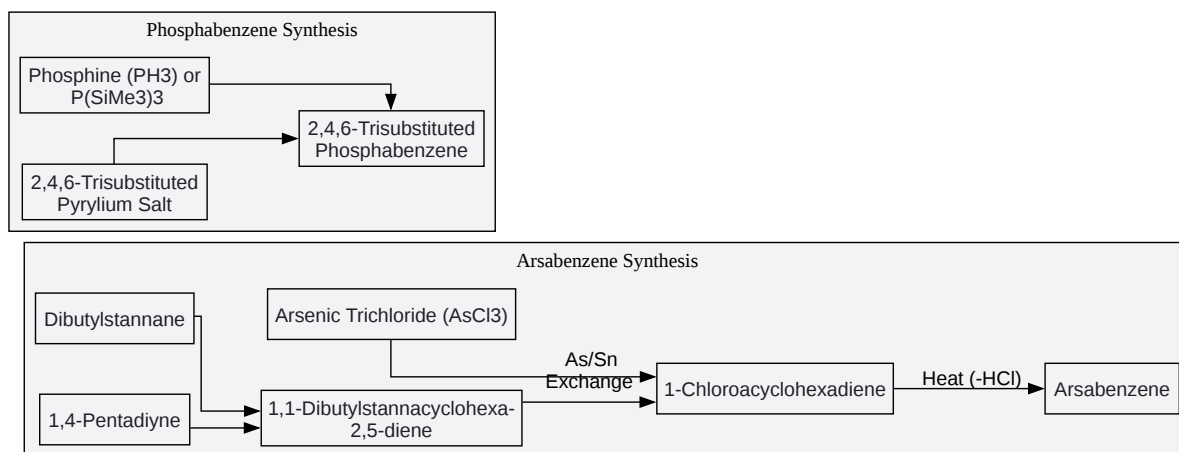 Phosphabenzene Synthesis
Phosphine (PH3) or
P(SiMe3)3
2,4,6-Trisubstituted
Phosphabenzene
2,4,6-Trisubstituted
Pyrylium Salt
Arsabenzene Synthesis
Dibutylstannane
Arsenic Trichloride (AsCl3)
As/Sn
Exchange
1-Chloroacyclohexadiene
Heat (-HCl)
Arsabenzene
1,4-Pentadiyne
1,1-Dibutylstannacyclohexa-
2,5-diene